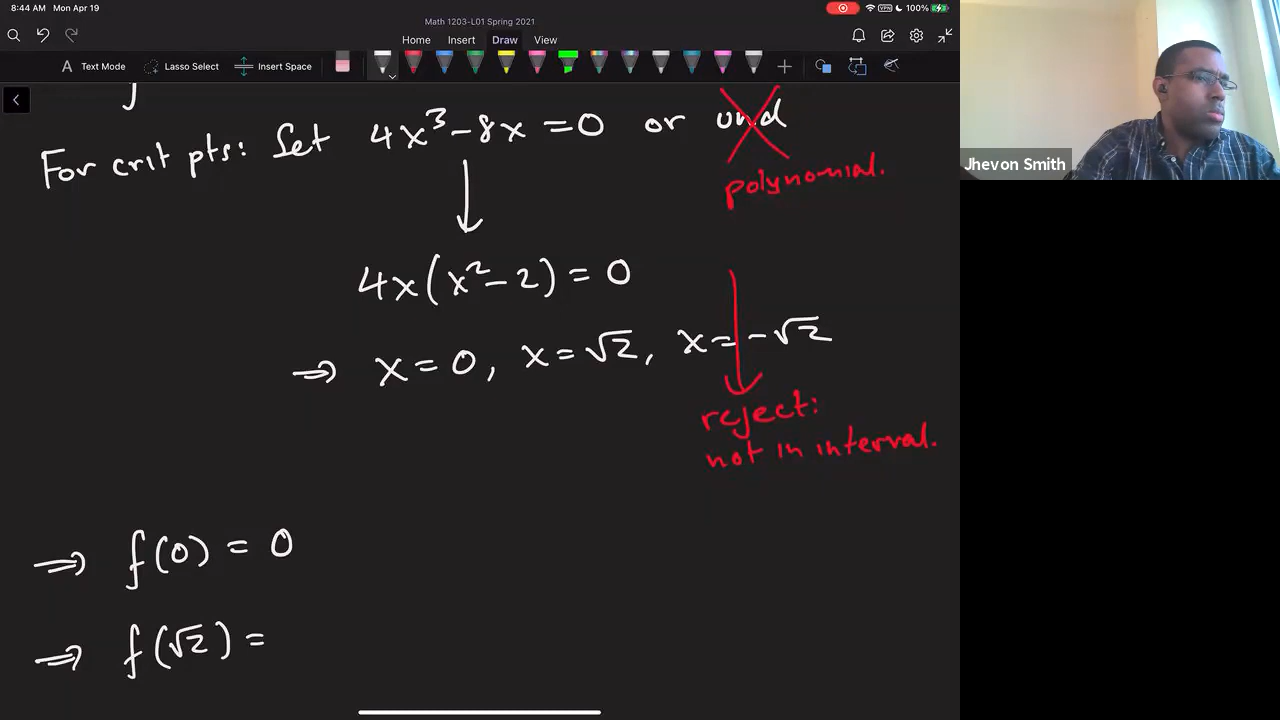 8:44 AM Mon Apr 19
VPN 100%
Math 1203-L01 Spring 2021
Home Insert Draw View
Text Mode Lasso Select Insert Space
For crit pts: Set 4x³ - 8x = 0 or und
polynomial.
4x(x² - 2) = 0
⇒ x = 0, x = √2, x = -√2
reject:
not in interval.
⇒ f(0) = 0
⇒ f(√2) =
Jhevon Smith